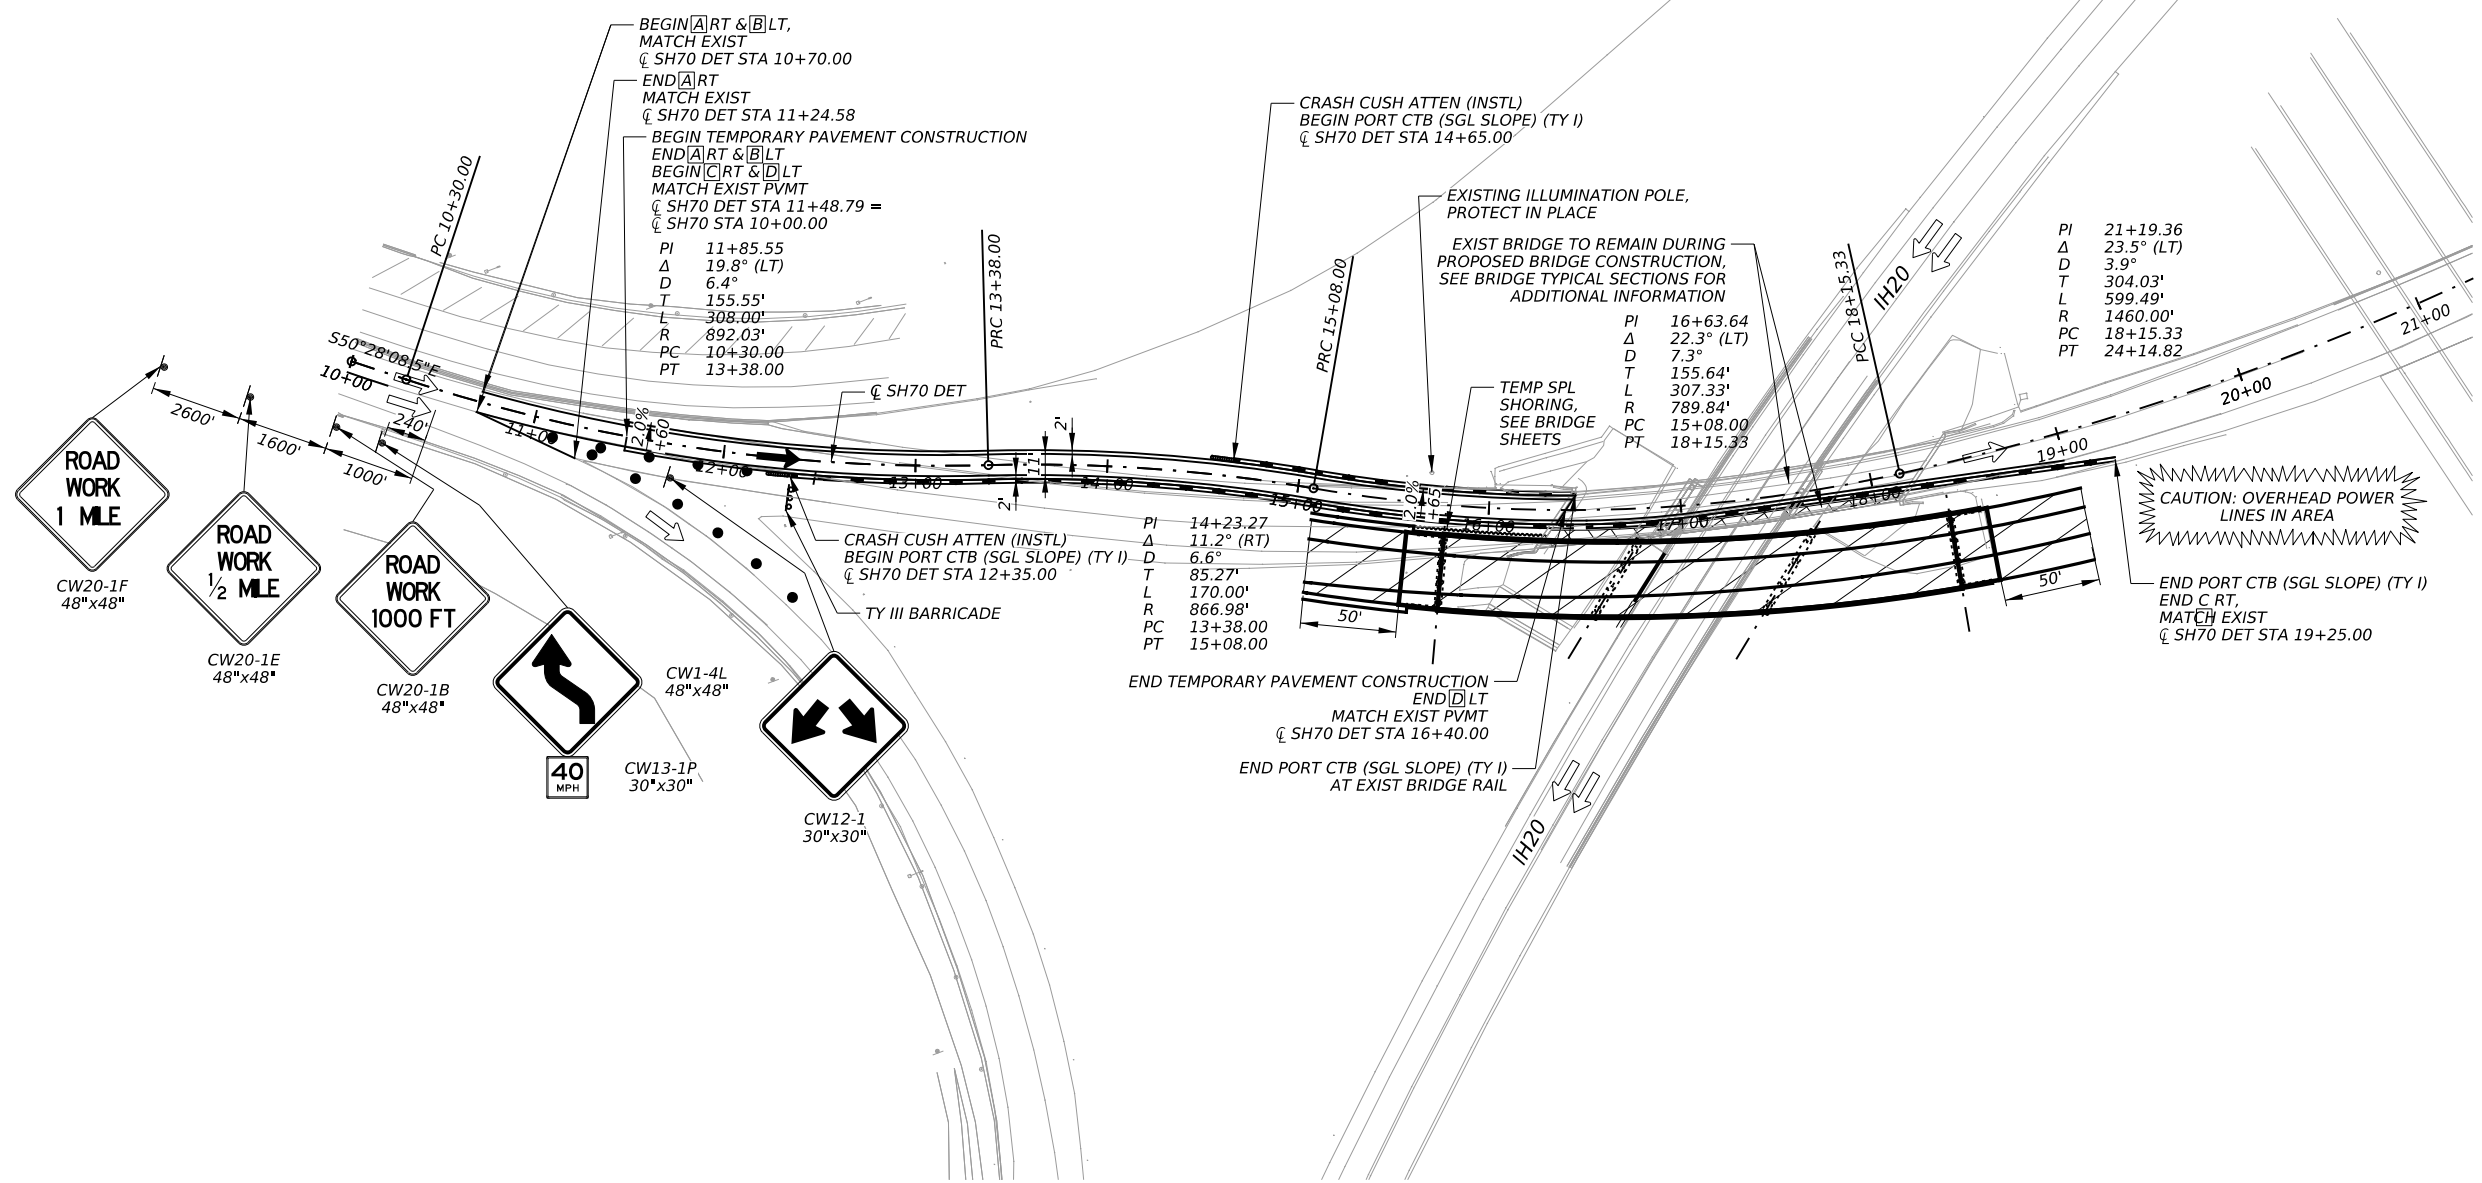 BEGIN A RT & B LT,
MATCH EXIST
℄ SH70 DET STA 10+70.00
END A RT
MATCH EXIST
℄ SH70 DET STA 11+24.58
BEGIN TEMPORARY PAVEMENT CONSTRUCTION
END A RT & B LT
BEGIN C RT & D LT
MATCH EXIST PVMT
℄ SH70 DET STA 11+48.79 =
℄ SH70 STA 10+00.00
PI 11+85.55
Δ 19.8° (LT)
D 6.4°
T 155.55'
L 308.00'
R 892.03'
PC 10+30.00
PT 13+38.00
PC 10+30.00
S50°28'08.5"E
10+00
11+00
2.0%
+60
12+00
℄ SH70 DET
PRC 13+38.00
13+00
2'
11'
2'
14+00
CRASH CUSH ATTEN (INSTL)
BEGIN PORT CTB (SGL SLOPE) (TY I)
℄ SH70 DET STA 14+65.00
EXISTING ILLUMINATION POLE,
PROTECT IN PLACE
EXIST BRIDGE TO REMAIN DURING
PROPOSED BRIDGE CONSTRUCTION,
SEE BRIDGE TYPICAL SECTIONS FOR
ADDITIONAL INFORMATION
PRC 15+08.00
15+00
2.0%
+65
16+00
TEMP SPL
SHORING,
SEE BRIDGE
SHEETS
PI 16+63.64
Δ 22.3° (LT)
D 7.3°
T 155.64'
L 307.33'
R 789.84'
PC 15+08.00
PT 18+15.33
17+00
IH20
PCC 18+15.33
18+00
19+00
20+00
21+00
PI 21+19.36
Δ 23.5° (LT)
D 3.9°
T 304.03'
L 599.49'
R 1460.00'
PC 18+15.33
PT 24+14.82
CAUTION: OVERHEAD POWER
LINES IN AREA
END PORT CTB (SGL SLOPE) (TY I)
END C RT,
MATCH EXIST
℄ SH70 DET STA 19+25.00
50'
50'
2600'
1600'
1000'
240'
ROAD
WORK
1 MILE
CW20-1F
48"x48"
ROAD
WORK
1/2 MILE
CW20-1E
48"x48"
ROAD
WORK
1000 FT
CW20-1B
48"x48"
CW1-4L
48"x48"
40
MPH
CW13-1P
30"x30"
CW12-1
30"x30"
CRASH CUSH ATTEN (INSTL)
BEGIN PORT CTB (SGL SLOPE) (TY I)
℄ SH70 DET STA 12+35.00
TY III BARRICADE
PI 14+23.27
Δ 11.2° (RT)
D 6.6°
T 85.27'
L 170.00'
R 866.98'
PC 13+38.00
PT 15+08.00
END TEMPORARY PAVEMENT CONSTRUCTION
END D LT
MATCH EXIST PVMT
℄ SH70 DET STA 16+40.00
END PORT CTB (SGL SLOPE) (TY I)
AT EXIST BRIDGE RAIL
IH20